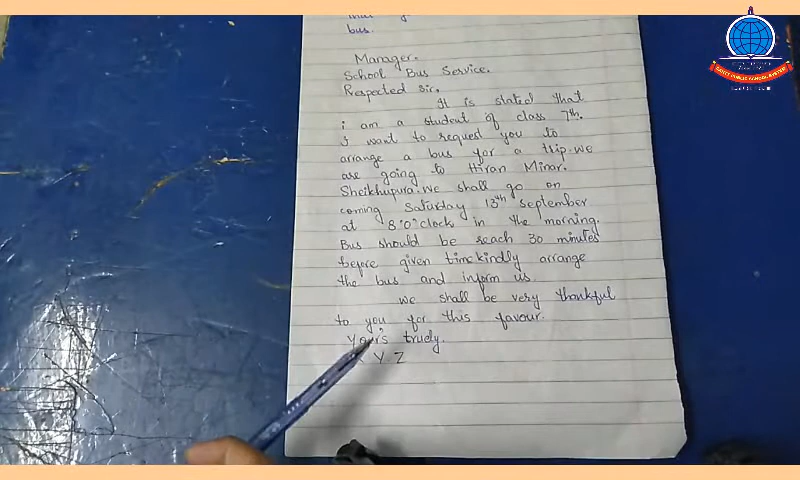 bus.
Manager.
School Bus Service.
Respected Sir.
It is stated that
i am a student of class 7th.
I want to request you to
arrange a bus for a trip.we
are going to Hiran Minar.
Sheikhupura.we shall go on
coming Saturday 13th september
at 8'O'clock in the morning.
Bus should be reach 30 minutes
before given time.kindly arrange
the bus and inform us.
we shall be very thankful
to you for this favour.
Your's truely.
Y Z